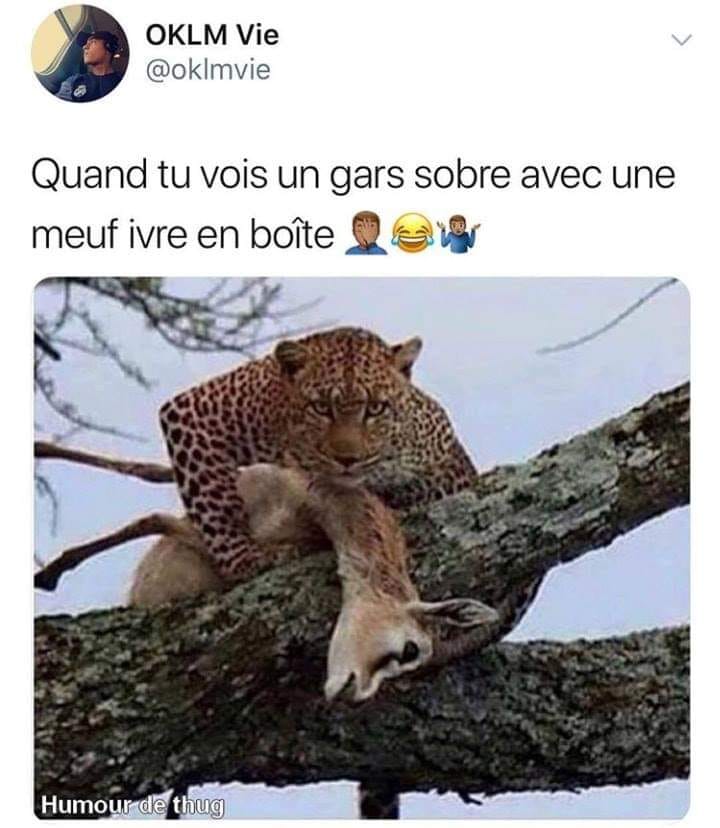 OKLM Vie
@oklmvie
Quand tu vois un gars sobre avec une
meuf ivre en boîte 🤦🏾‍♂️😂🤷🏽‍♂️
Humour de thug